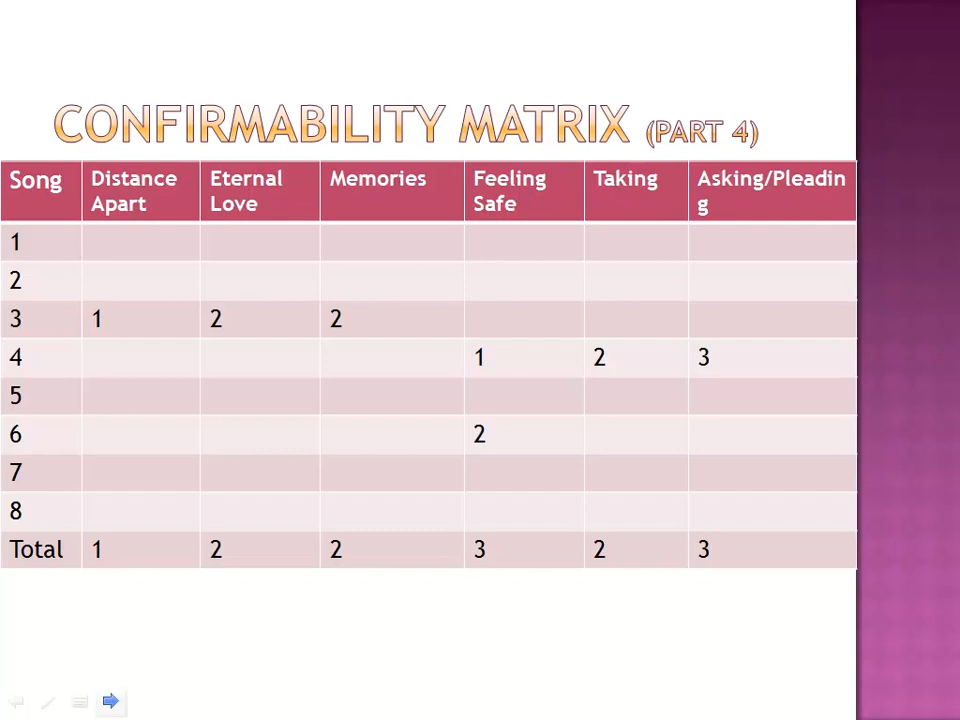 CONFIRMABILITY MATRIX (PART 4)
Song Distance Apart Eternal Love Memories Feeling Safe Taking Asking/Pleading
1
2
3 1 2 2
4 1 2 3
5
6 2
7
8
Total 1 2 2 3 2 3